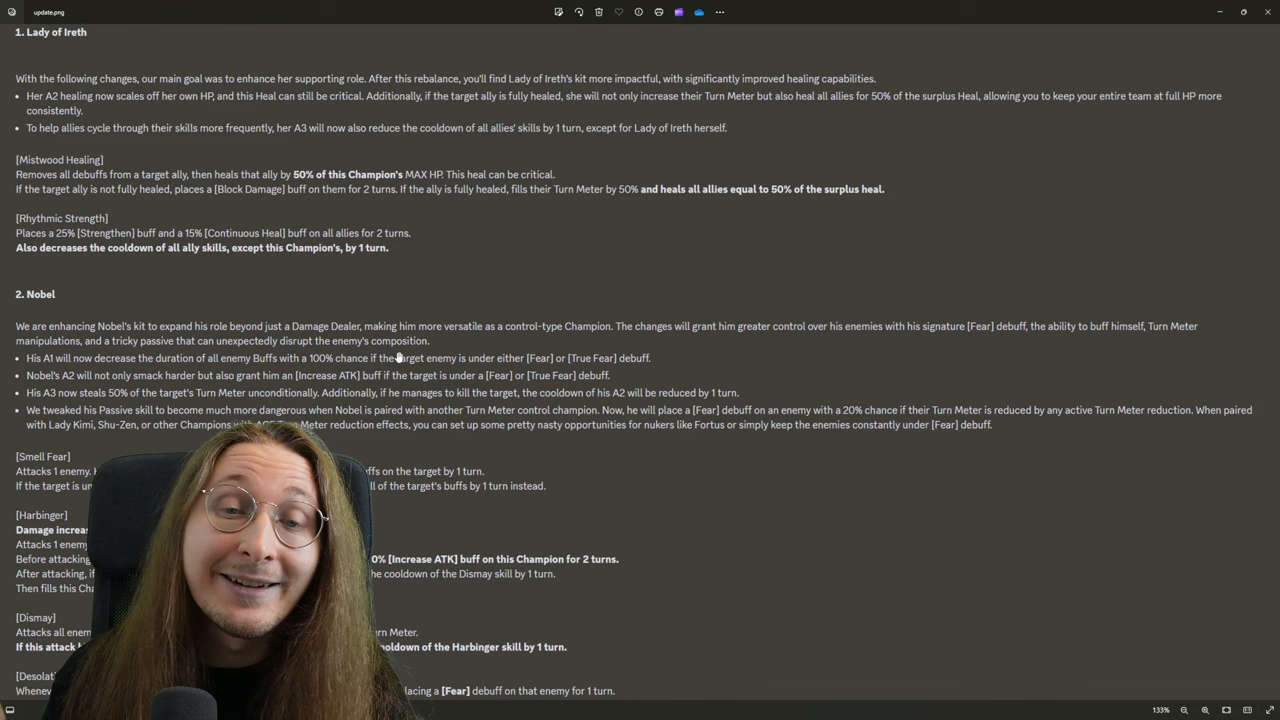 update.png
1. Lady of Ireth
With the following changes, our main goal was to enhance her supporting role. After this rebalance, you'll find Lady of Ireth's kit more impactful, with significantly improved healing capabilities.
• Her A2 healing now scales off her own HP, and this Heal can still be critical. Additionally, if the target ally is fully healed, she will not only increase their Turn Meter but also heal all allies for 50% of the surplus Heal, allowing you to keep your entire team at full HP more
consistently.
• To help allies cycle through their skills more frequently, her A3 will now also reduce the cooldown of all allies' skills by 1 turn, except for Lady of Ireth herself.
[Mistwood Healing]
Removes all debuffs from a target ally, then heals that ally by 50% of this Champion's MAX HP. This heal can be critical.
If the target ally is not fully healed, places a [Block Damage] buff on them for 2 turns. If the ally is fully healed, fills their Turn Meter by 50% and heals all allies equal to 50% of the surplus heal.
[Rhythmic Strength]
Places a 25% [Strengthen] buff and a 15% [Continuous Heal] buff on all allies for 2 turns.
Also decreases the cooldown of all ally skills, except this Champion's, by 1 turn.
2. Nobel
We are enhancing Nobel's kit to expand his role beyond just a Damage Dealer, making him more versatile as a control-type Champion. The changes will grant him greater control over his enemies with his signature [Fear] debuff, the ability to buff himself, Turn Meter
manipulations, and a tricky passive that can unexpectedly disrupt the enemy's composition.
• His A1 will now decrease the duration of all enemy Buffs with a 100% chance if the target enemy is under either [Fear] or [True Fear] debuff.
• Nobel's A2 will not only smack harder but also grant him an [Increase ATK] buff if the target is under a [Fear] or [True Fear] debuff.
• His A3 now steals 50% of the target's Turn Meter unconditionally. Additionally, if he manages to kill the target, the cooldown of his A2 will be reduced by 1 turn.
• We tweaked his Passive skill to become much more dangerous when Nobel is paired with another Turn Meter control champion. Now, he will place a [Fear] debuff on an enemy with a 20% chance if their Turn Meter is reduced by any active Turn Meter reduction. When paired
with Lady Kimi, Shu-Zen, or other Champions with Meter reduction effects, you can set up some pretty nasty opportunities for nukers like Fortus or simply keep the enemies constantly under [Fear] debuff.
[Smell Fear]
Attacks 1 enemy. on the target by 1 turn.
If the target is of the target's buffs by 1 turn instead.
[Harbinger]
Damage
Attacks 1 [Increase ATK] buff on this Champion for 2 turns.
Before attacking
After attacking, the cooldown of the Dismay skill by 1 turn.
Then fills this
[Dismay]
Attacks all Meter.
If this attack of the Harbinger skill by 1 turn.
a [Fear] debuff on that enemy for 1 turn.
133%